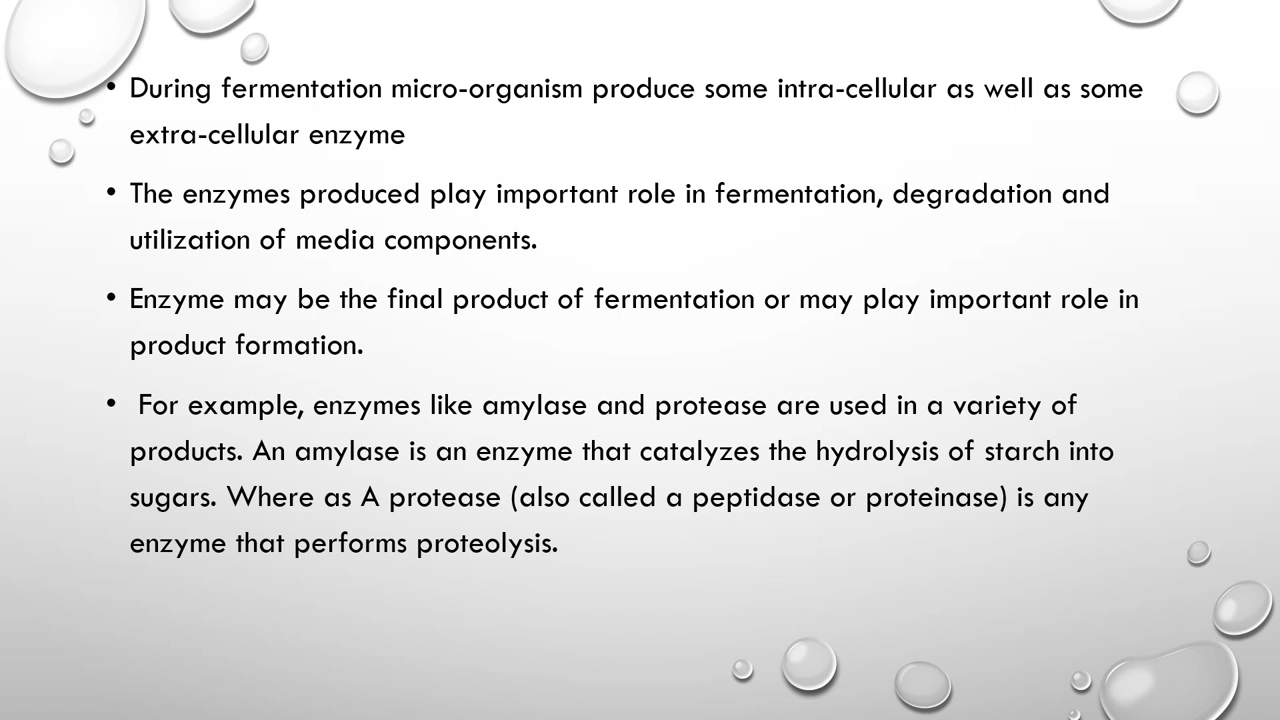 • During fermentation micro-organism produce some intra-cellular as well as some
extra-cellular enzyme
• The enzymes produced play important role in fermentation, degradation and
utilization of media components.
• Enzyme may be the final product of fermentation or may play important role in
product formation.
• For example, enzymes like amylase and protease are used in a variety of
products. An amylase is an enzyme that catalyzes the hydrolysis of starch into
sugars. Where as A protease (also called a peptidase or proteinase) is any
enzyme that performs proteolysis.